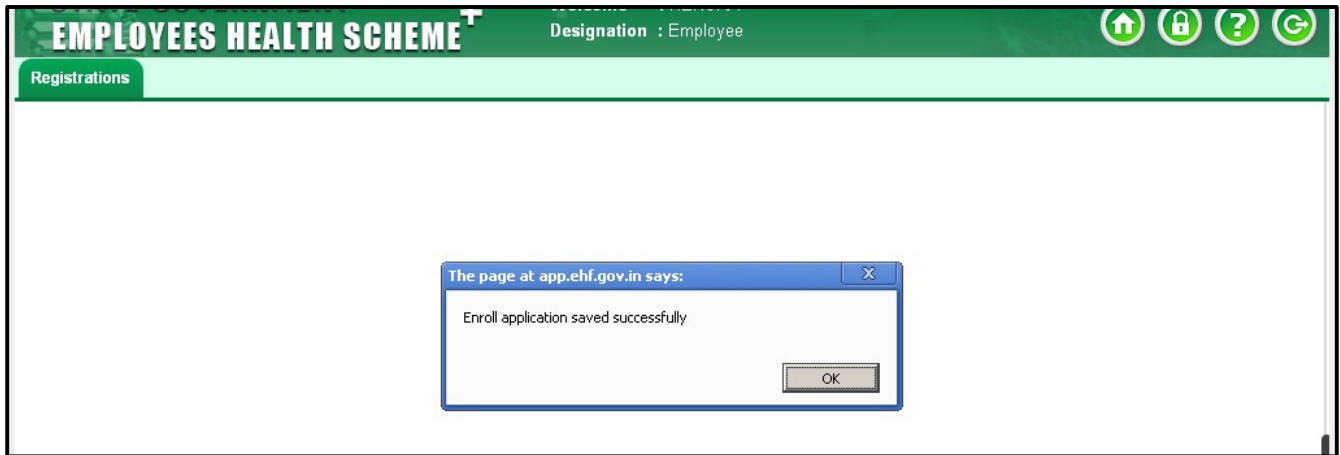 EMPLOYEES HEALTH SCHEME
Designation : Employee
Registrations
The page at app.ehf.gov.in says:
X
Enroll application saved successfully
OK